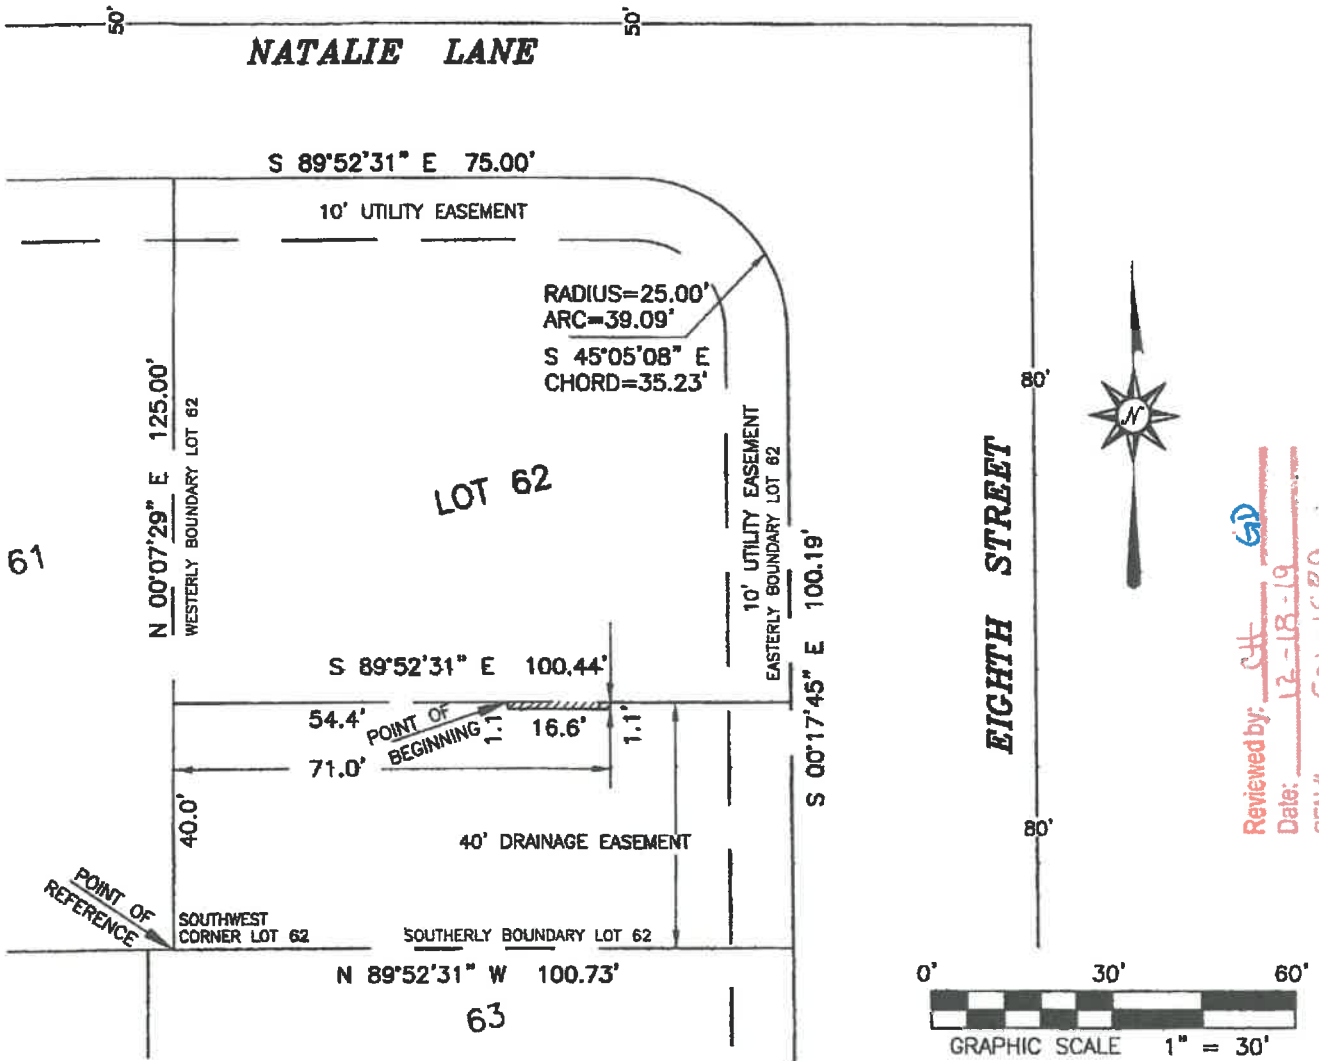 50'
50'
NATALIE LANE
S 89°52'31" E 75.00'
10' UTILITY EASEMENT
RADIUS=25.00'
ARC=39.09'
S 45°05'08" E
CHORD=35.23'
N 00°07'29" E 125.00'
WESTERLY BOUNDARY LOT 62
LOT 62
61
10' UTILITY EASEMENT
EASTERLY BOUNDARY LOT 62
S 00°17'45" E 100.19'
80'
EIGHTH STREET
80'
N
Reviewed by: CH GD
Date: 12-18-19
S 89°52'31" E 100.44'
54.4'
POINT OF
BEGINNING
1.1
16.6'
1.1'
71.0'
40.0'
40' DRAINAGE EASEMENT
POINT OF
REFERENCE
SOUTHWEST
CORNER LOT 62
SOUTHERLY BOUNDARY LOT 62
N 89°52'31" W 100.73'
63
0' 30' 60'
GRAPHIC SCALE 1" = 30'